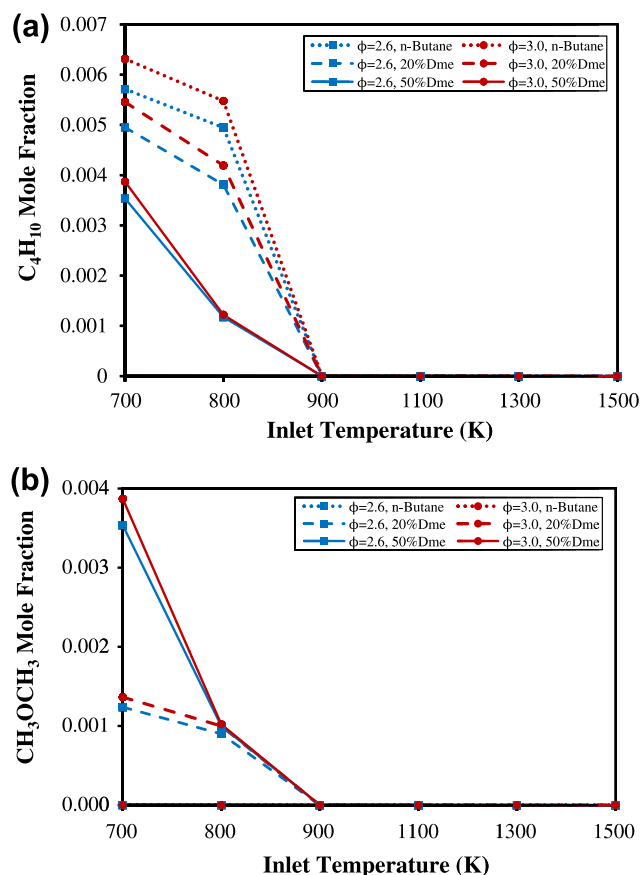 (a)
0.007
0.006
0.005
0.004
0.003
0.002
0.001
0
C₄H₁₀ Mole Fraction
ϕ=2.6, n-Butane ϕ=3.0, n-Butane
ϕ=2.6, 20%Dme ϕ=3.0, 20%Dme
ϕ=2.6, 50%Dme ϕ=3.0, 50%Dme
700 800 900 1100 1300 1500
Inlet Temperature (K)
(b)
0.004
0.003
0.002
0.001
0.000
CH₃OCH₃ Mole Fraction
ϕ=2.6, n-Butane ϕ=3.0, n-Butane
ϕ=2.6, 20%Dme ϕ=3.0, 20%Dme
ϕ=2.6, 50%Dme ϕ=3.0, 50%Dme
700 800 900 1100 1300 1500
Inlet Temperature (K)